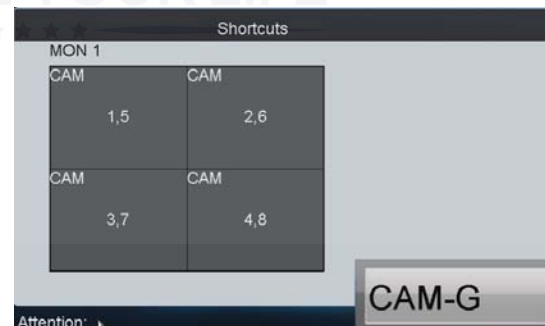 Shortcuts
MON 1
CAM CAM
1,5 2,6
CAM CAM
3,7 4,8
CAM-G
Attention: